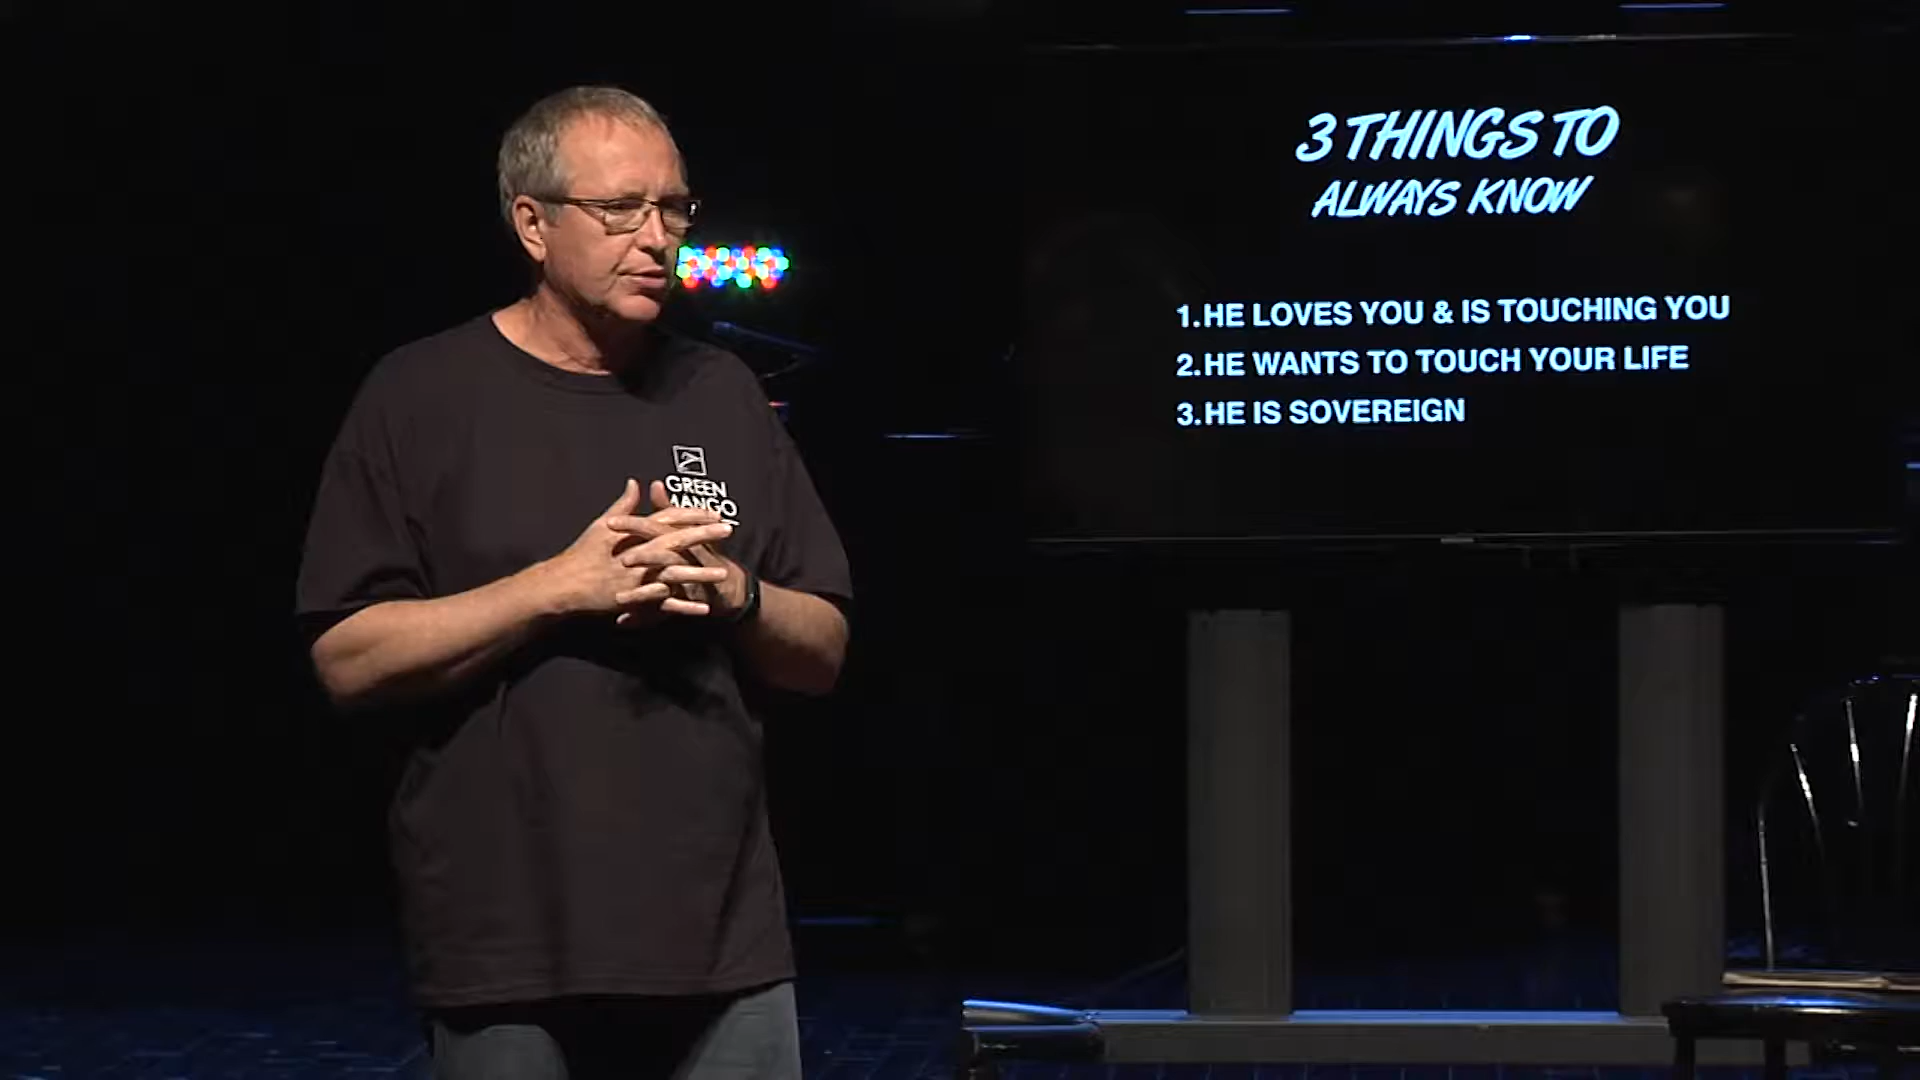 3 THINGS TO
ALWAYS KNOW
1. HE LOVES YOU & IS TOUCHING YOU
2. HE WANTS TO TOUCH YOUR LIFE
3. HE IS SOVEREIGN
GREEN
MANGO